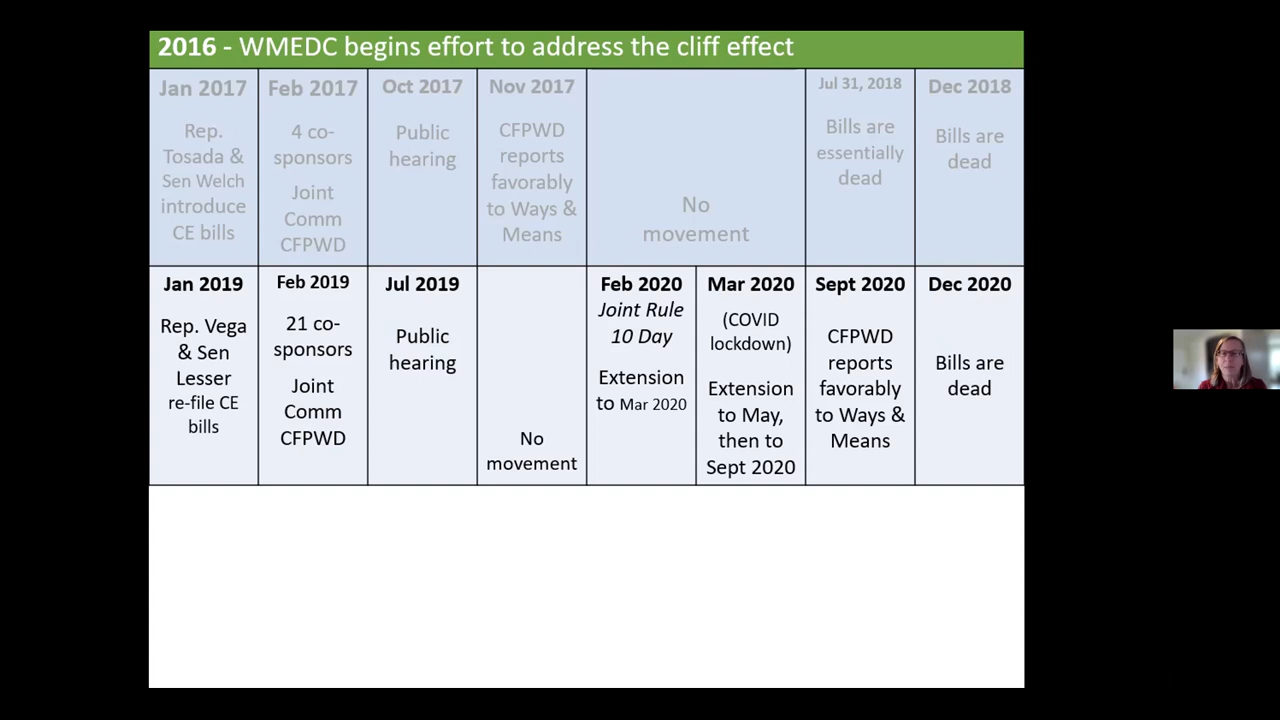 2016 - WMEDC begins effort to address the cliff effect
Jan 2017
Rep.
Tosada &
Sen Welch
introduce
CE bills
Feb 2017
4 co-
sponsors
Joint
Comm
CFPWD
Oct 2017
Public
hearing
Nov 2017
CFPWD
reports
favorably
to Ways &
Means
No
movement
Jul 31, 2018
Bills are
essentially
dead
Dec 2018
Bills are
dead
Jan 2019
Rep. Vega
& Sen
Lesser
re-file CE
bills
Feb 2019
21 co-
sponsors
Joint
Comm
CFPWD
Jul 2019
Public
hearing
No
movement
Feb 2020
Joint Rule
10 Day
Extension
to Mar 2020
Mar 2020
(COVID
lockdown)
Extension
to May,
then to
Sept 2020
Sept 2020
CFPWD
reports
favorably
to Ways &
Means
Dec 2020
Bills are
dead